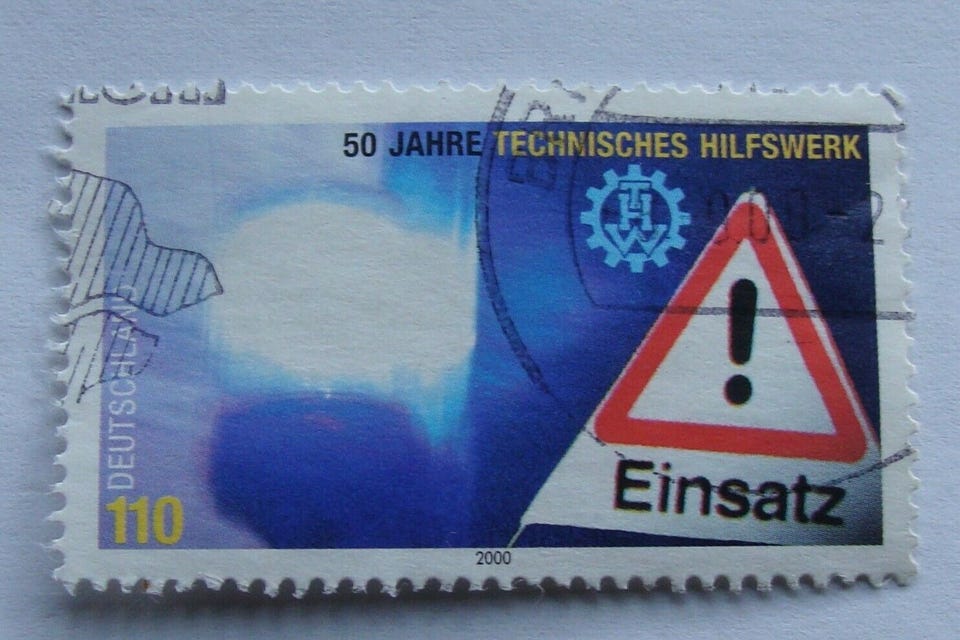 50 JAHRE TECHNISCHES HILFSWERK
THW
DEUTSCHLAND
110
Einsatz
2000